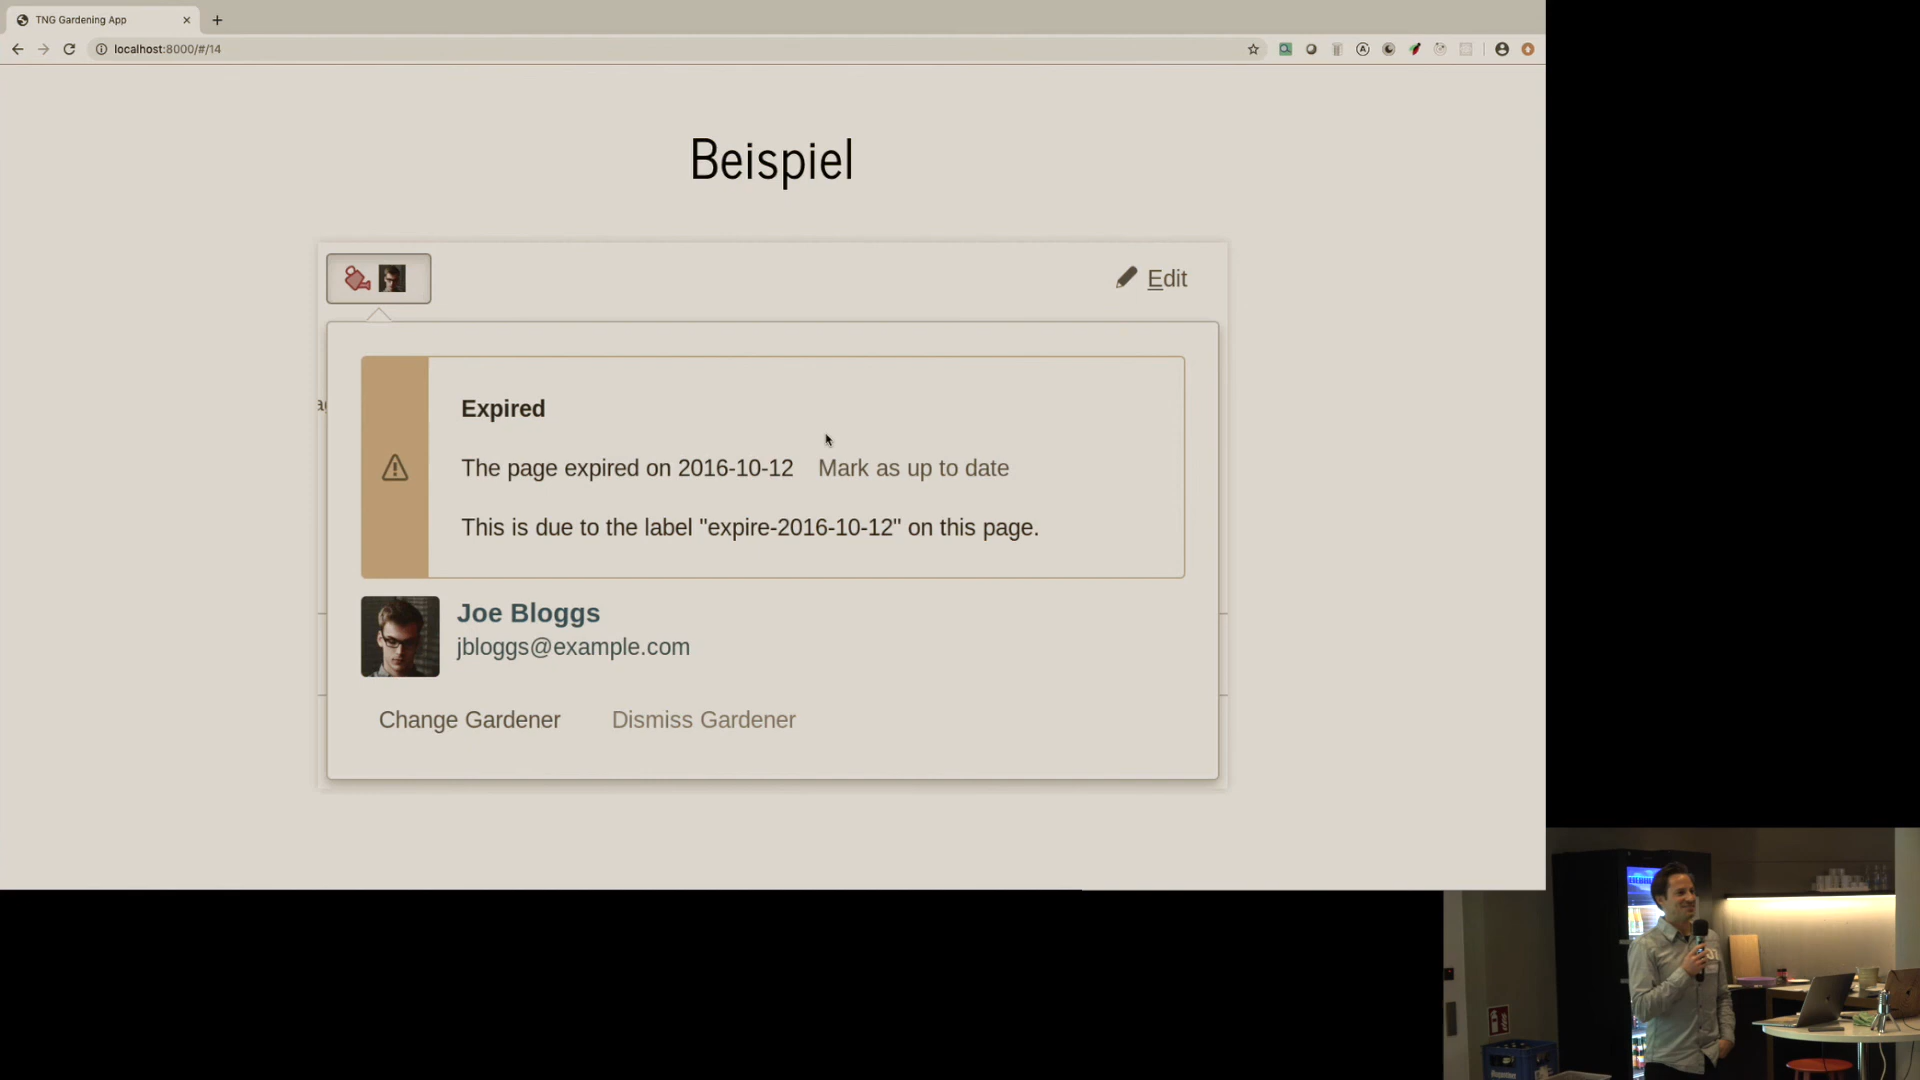 TNG Gardening App
localhost:8000/#/14
Beispiel
Edit
Expired
The page expired on 2016-10-12 Mark as up to date
This is due to the label "expire-2016-10-12" on this page.
Joe Bloggs
jbloggs@example.com
Change Gardener Dismiss Gardener